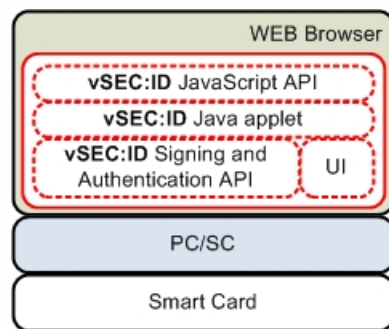 WEB Browser
vSEC:ID JavaScript API
vSEC:ID Java applet
vSEC:ID Signing and
Authentication API
UI
PC/SC
Smart Card